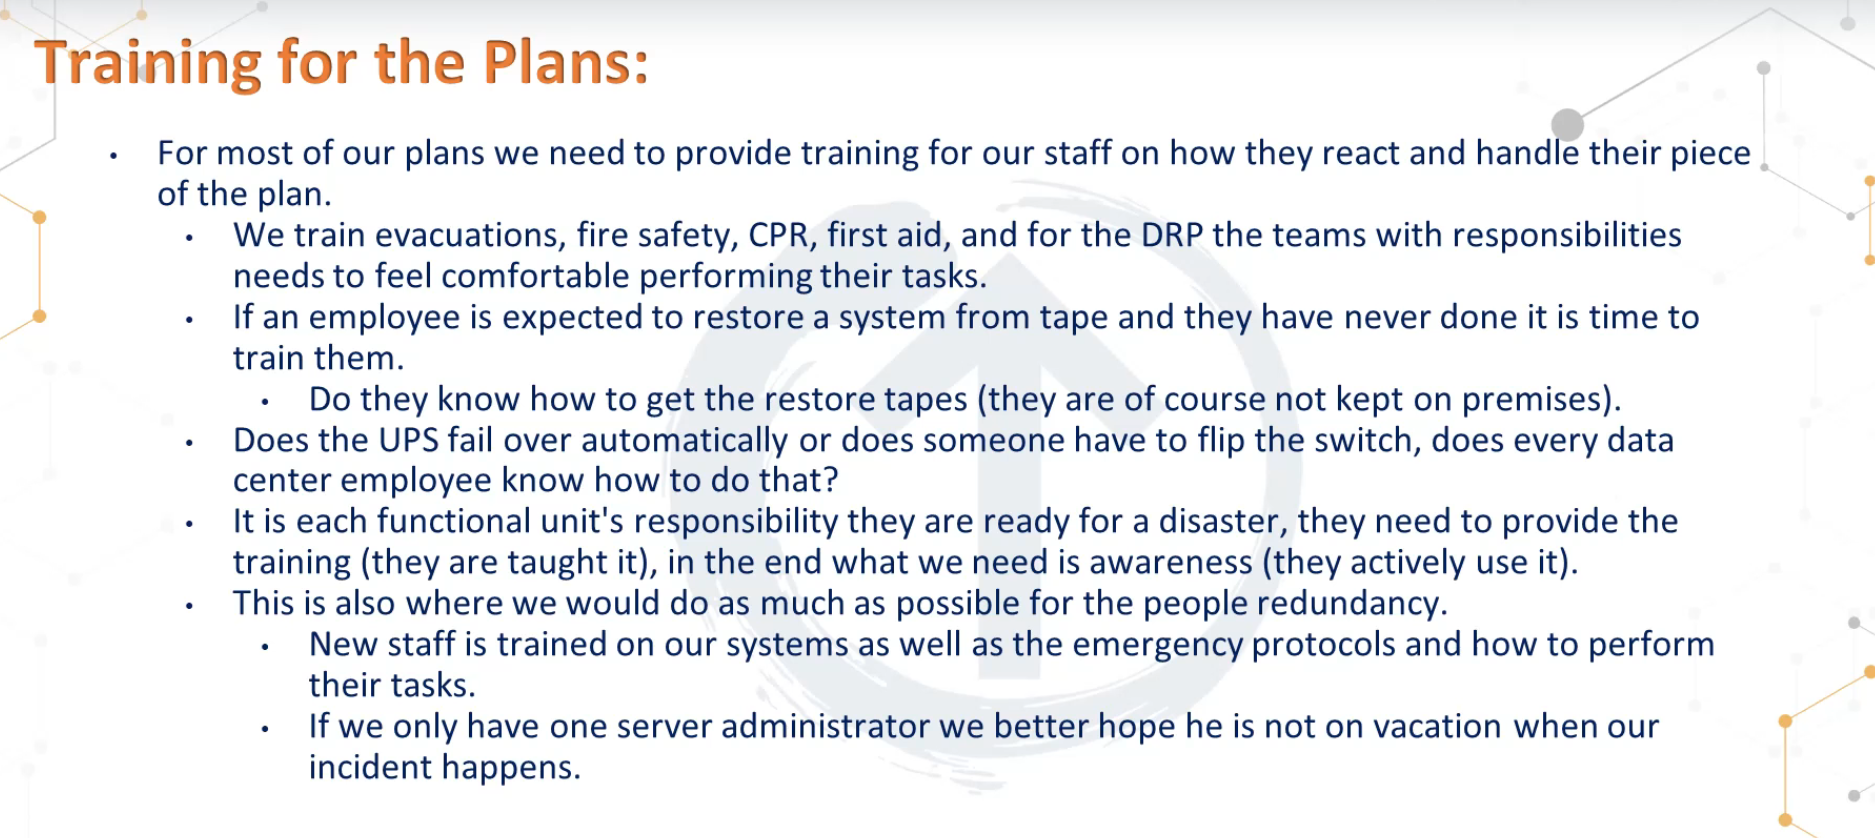 Training for the Plans:
• For most of our plans we need to provide training for our staff on how they react and handle their piece
of the plan.
• We train evacuations, fire safety, CPR, first aid, and for the DRP the teams with responsibilities
needs to feel comfortable performing their tasks.
• If an employee is expected to restore a system from tape and they have never done it is time to
train them.
• Do they know how to get the restore tapes (they are of course not kept on premises).
• Does the UPS fail over automatically or does someone have to flip the switch, does every data
center employee know how to do that?
• It is each functional unit's responsibility they are ready for a disaster, they need to provide the
training (they are taught it), in the end what we need is awareness (they actively use it).
• This is also where we would do as much as possible for the people redundancy.
• New staff is trained on our systems as well as the emergency protocols and how to perform
their tasks.
• If we only have one server administrator we better hope he is not on vacation when our
incident happens.